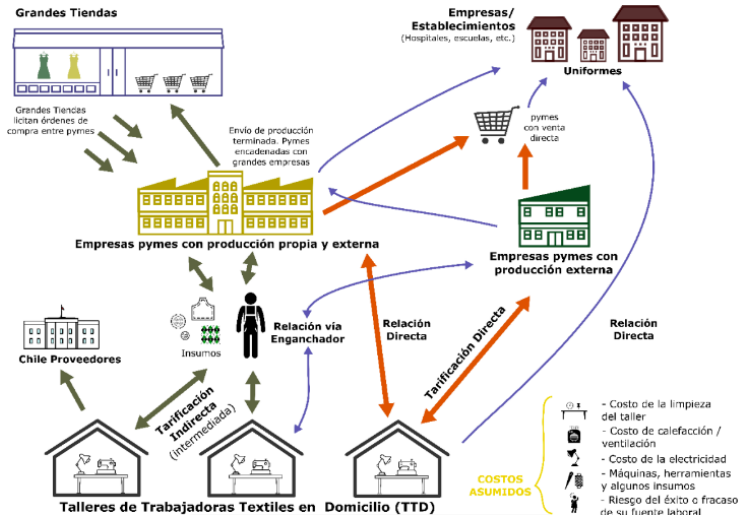 Grandes Tiendas
Empresas/
Establecimientos
(Hospitales, escuelas, etc.)
Uniformes
Grandes Tiendas
licitan órdenes de
compra entre pymes
Envío de producción
terminada. Pymes
encadenadas con
grandes empresas
pymes
con venta
directa
Empresas pymes con producción propia y externa
Empresas pymes con
producción externa
Chile Proveedores
Insumos
Relación vía
Enganchador
Relación
Directa
Tarificación Directa
Relación
Directa
Tarificación
Indirecta
(Intermediada)
Talleres de Trabajadoras Textiles en Domicilio (TTD)
COSTOS
ASUMIDOS
- Costo de la limpieza
del taller
- Costo de calefacción /
ventilación
- Costo de la electricidad
- Máquinas, herramientas
y algunos insumos
- Riesgo del éxito o fracaso
de su fuente laboral